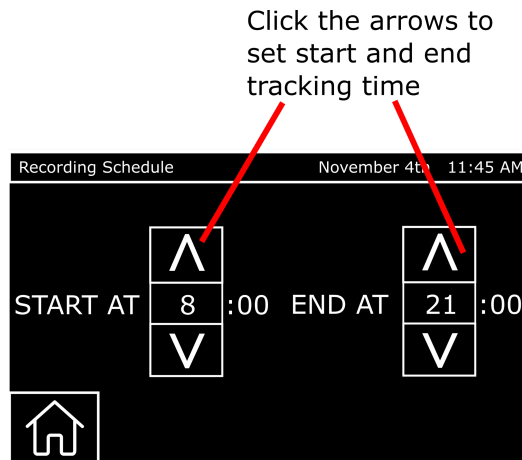 Click the arrows to
set start and end
tracking time
Recording Schedule November 4th 11:45 AM
START AT 8 :00 END AT 21 :00